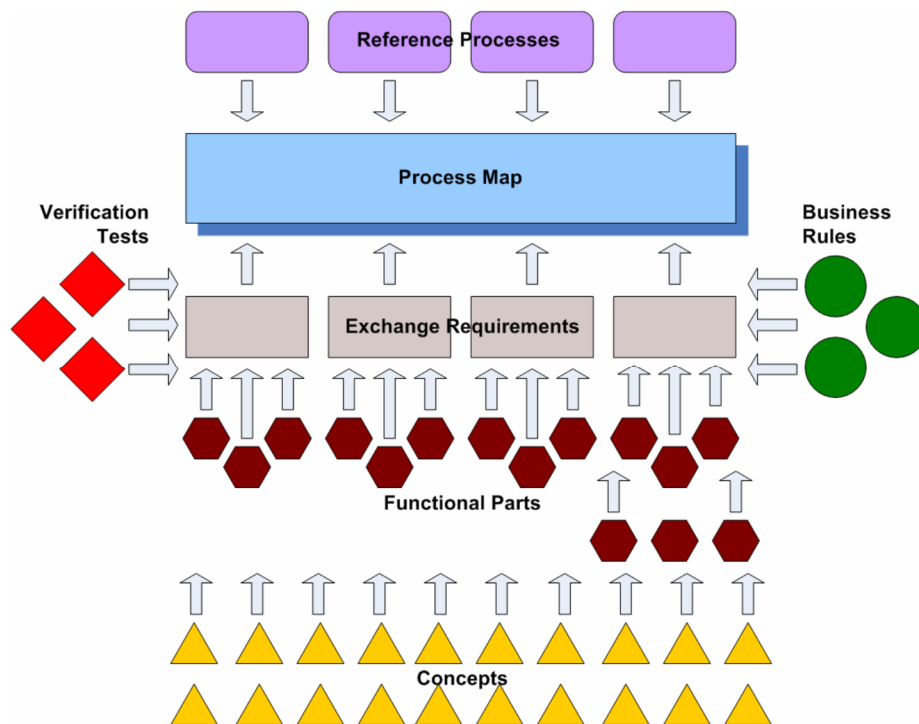 Reference Processes
Process Map
Verification
Tests
Business
Rules
Exchange Requirements
Functional Parts
Concepts